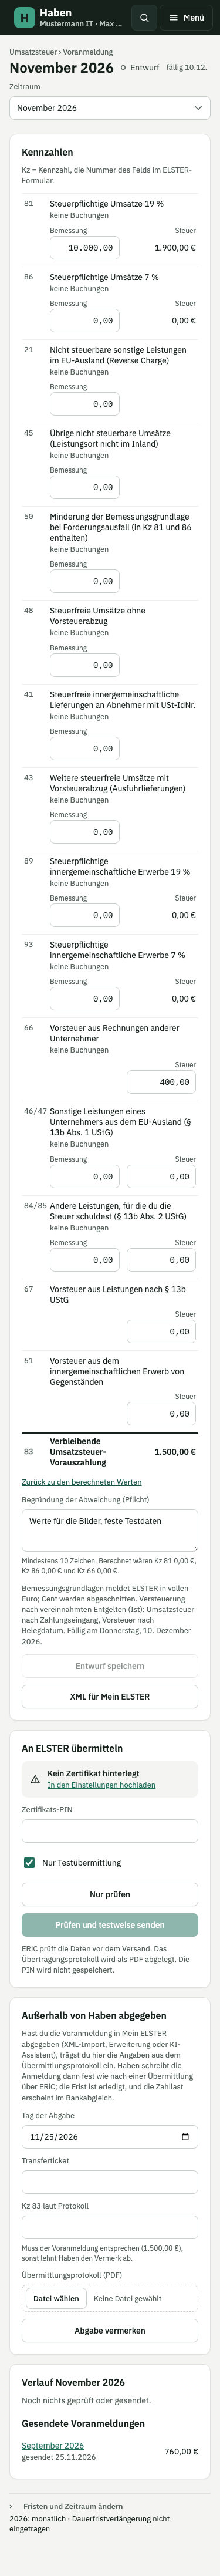 H
Haben
Mustermann IT · Max ...
Menü
Umsatzsteuer › Voranmeldung
November 2026
Entwurf
fällig 10.12.
Zeitraum
November 2026
Kennzahlen
Kz = Kennzahl, die Nummer des Felds im ELSTER-
Formular.
81 Steuerpflichtige Umsätze 19 %
keine Buchungen
Bemessung Steuer
10.000,00 1.900,00 €
86 Steuerpflichtige Umsätze 7 %
keine Buchungen
Bemessung Steuer
0,00 0,00 €
21 Nicht steuerbare sonstige Leistungen
im EU-Ausland (Reverse Charge)
keine Buchungen
Bemessung
0,00
45 Übrige nicht steuerbare Umsätze
(Leistungsort nicht im Inland)
keine Buchungen
Bemessung
0,00
50 Minderung der Bemessungsgrundlage
bei Forderungsausfall (in Kz 81 und 86
enthalten)
keine Buchungen
Bemessung
0,00
48 Steuerfreie Umsätze ohne
Vorsteuerabzug
keine Buchungen
Bemessung
0,00
41 Steuerfreie innergemeinschaftliche
Lieferungen an Abnehmer mit USt-IdNr.
keine Buchungen
Bemessung
0,00
43 Weitere steuerfreie Umsätze mit
Vorsteuerabzug (Ausfuhrlieferungen)
keine Buchungen
Bemessung
0,00
89 Steuerpflichtige
innergemeinschaftliche Erwerbe 19 %
keine Buchungen
Bemessung Steuer
0,00 0,00 €
93 Steuerpflichtige
innergemeinschaftliche Erwerbe 7 %
keine Buchungen
Bemessung Steuer
0,00 0,00 €
66 Vorsteuer aus Rechnungen anderer
Unternehmer
keine Buchungen
Steuer
400,00
46/47 Sonstige Leistungen eines
Unternehmers aus dem EU-Ausland (§
13b Abs. 1 UStG)
keine Buchungen
Bemessung Steuer
0,00 0,00
84/85 Andere Leistungen, für die du die
Steuer schuldest (§ 13b Abs. 2 UStG)
keine Buchungen
Bemessung Steuer
0,00 0,00
67 Vorsteuer aus Leistungen nach § 13b
UStG
Steuer
0,00
61 Vorsteuer aus dem
innergemeinschaftlichen Erwerb von
Gegenständen
Steuer
0,00
83 Verbleibende
Umsatzsteuer-
Vorauszahlung
1.500,00 €
Zurück zu den berechneten Werten
Begründung der Abweichung (Pflicht)
Werte für die Bilder, feste Testdaten
Mindestens 10 Zeichen. Berechnet wären Kz 81 0,00 €,
Kz 86 0,00 € und Kz 66 0,00 €.
Bemessungsgrundlagen meldet ELSTER in vollen
Euro; Cent werden abgeschnitten. Versteuerung
nach vereinnahmten Entgelten (Ist): Umsatzsteuer
nach Zahlungseingang, Vorsteuer nach
Belegdatum. Fällig am Donnerstag, 10. Dezember
2026.
Entwurf speichern
XML für Mein ELSTER
An ELSTER übermitteln
Kein Zertifikat hinterlegt
In den Einstellungen hochladen
Zertifikats-PIN
Nur Testübermittlung
Nur prüfen
Prüfen und testweise senden
ERiC prüft die Daten vor dem Versand. Das
Übertragungsprotokoll wird als PDF abgelegt. Die
PIN wird nicht gespeichert.
Außerhalb von Haben abgegeben
Hast du die Voranmeldung in Mein ELSTER
abgegeben (XML-Import, Erweiterung oder KI-
Assistent), trägst du hier die Angaben aus dem
Übermittlungsprotokoll ein. Haben schreibt die
Anmeldung dann fest wie nach einer Übermittlung
über ERiC; die Frist ist erledigt, und die Zahllast
erscheint im Bankabgleich.
Tag der Abgabe
11/25/2026
Transferticket
Kz 83 laut Protokoll
Muss der Voranmeldung entsprechen (1.500,00 €),
sonst lehnt Haben den Vermerk ab.
Übermittlungsprotokoll (PDF)
Datei wählen Keine Datei gewählt
Abgabe vermerken
Verlauf November 2026
Noch nichts geprüft oder gesendet.
Gesendete Voranmeldungen
September 2026
gesendet 25.11.2026
760,00 €
› Fristen und Zeitraum ändern
2026: monatlich · Dauerfristverlängerung nicht
eingetragen